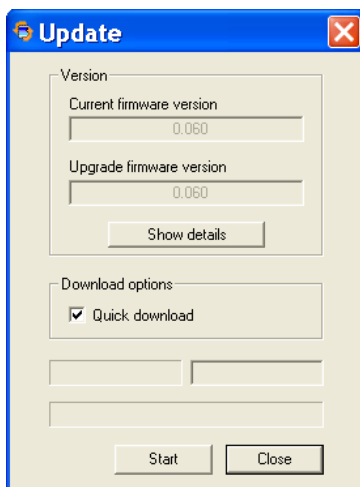 Update
Version
Current firmware version
0.060
Upgrade firmware version
0.060
Show details
Download options
Quick download
Start
Close